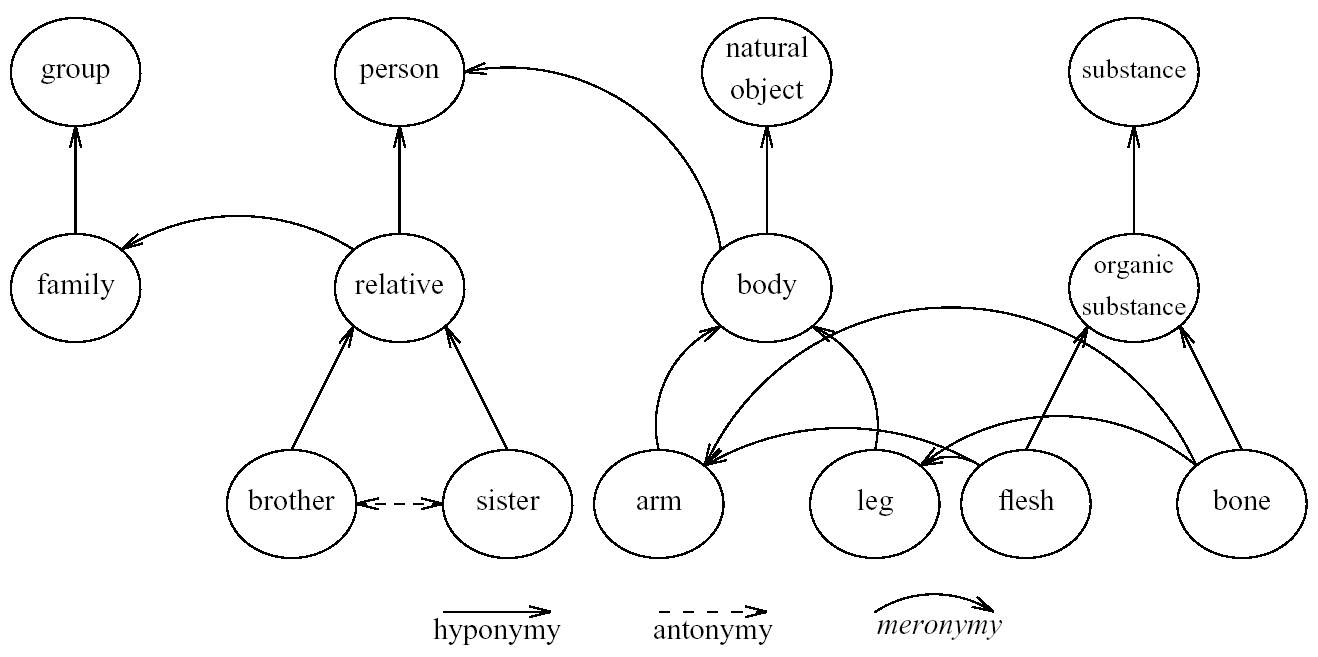 group
person
natural
object
substance
family
relative
body
organic
substance
brother
sister
arm
leg
flesh
bone
hyponymy
antonymy
meronymy